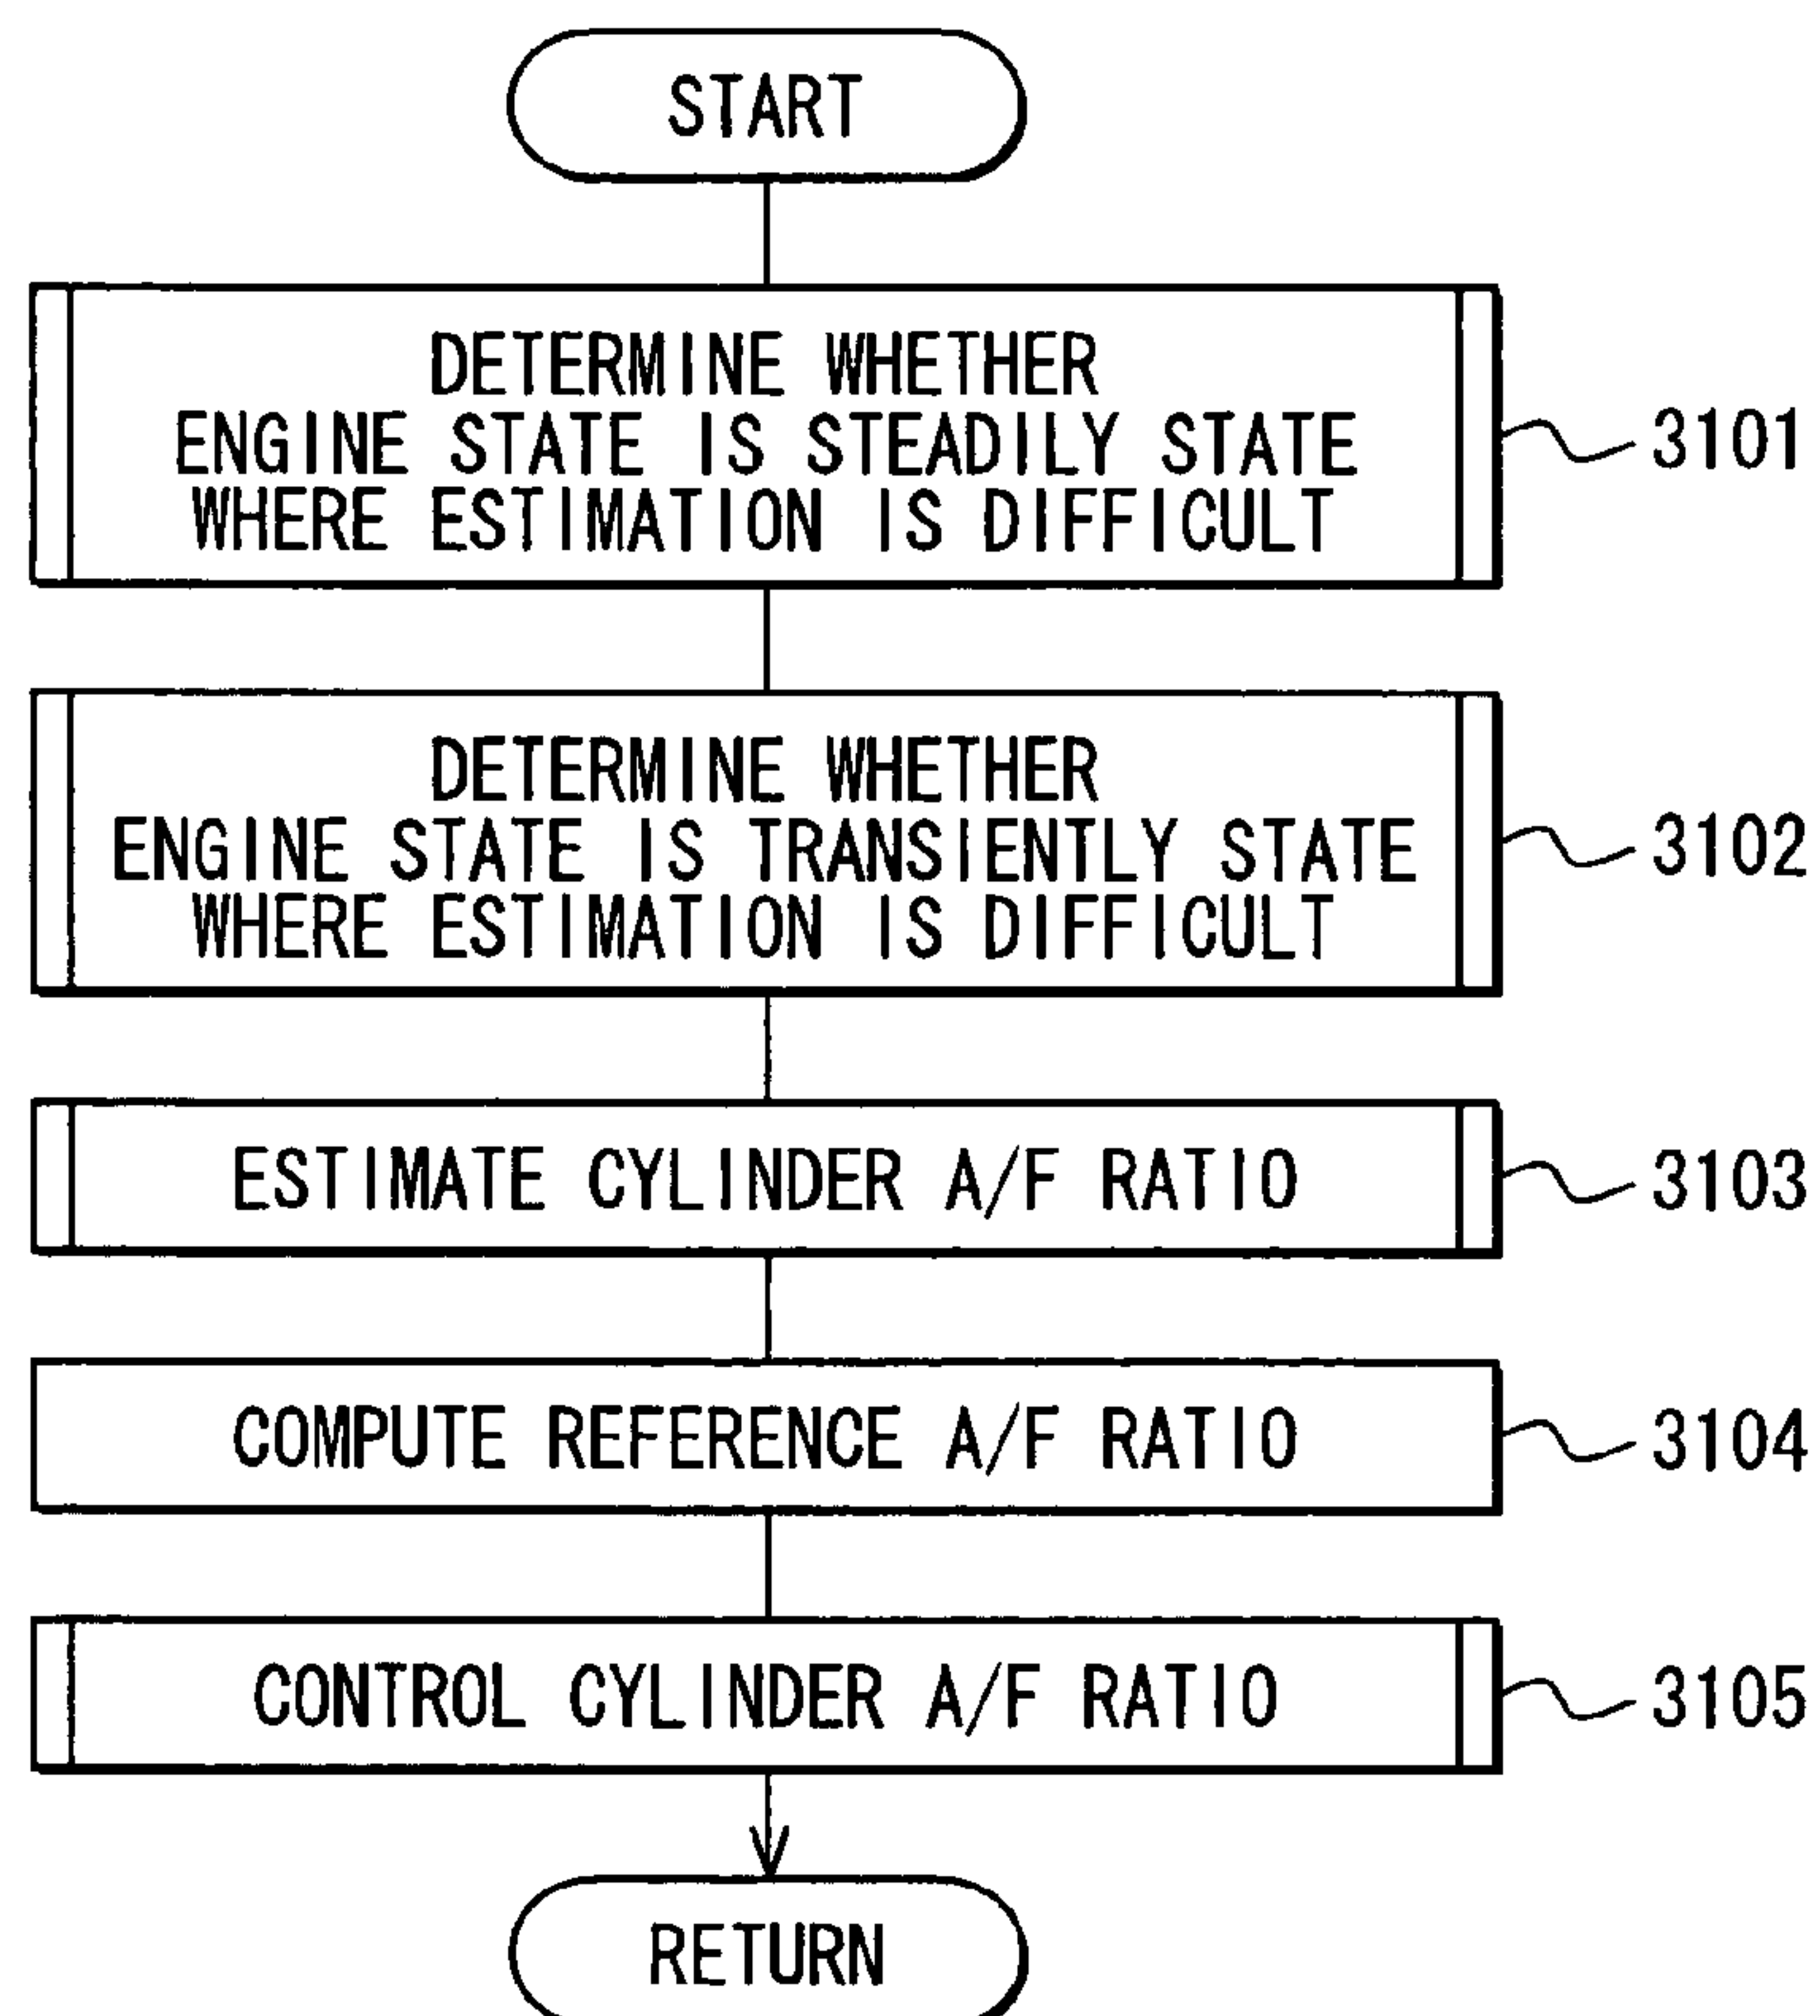 START
DETERMINE WHETHER
ENGINE STATE IS STEADILY STATE
WHERE ESTIMATION IS DIFFICULT
3101
DETERMINE WHETHER
ENGINE STATE IS TRANSIENTLY STATE
WHERE ESTIMATION IS DIFFICULT
3102
ESTIMATE CYLINDER A/F RATIO
3103
COMPUTE REFERENCE A/F RATIO
3104
CONTROL CYLINDER A/F RATIO
3105
RETURN